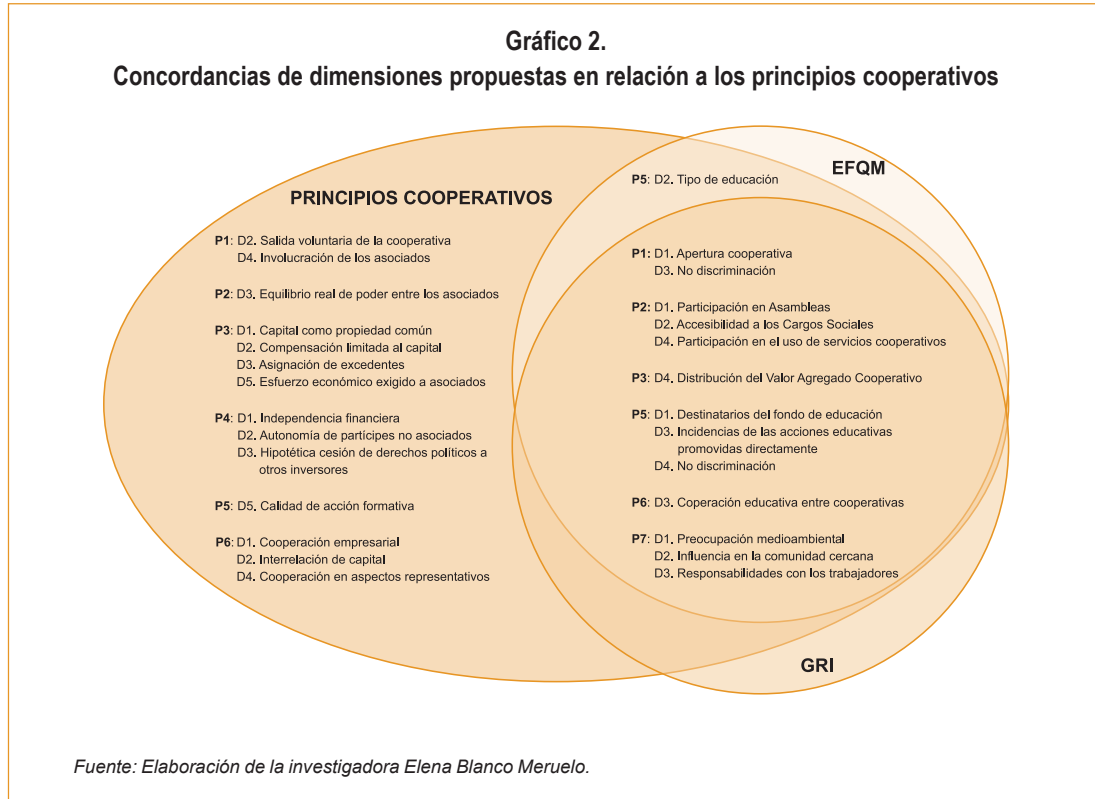 Gráfico 2.
Concordancias de dimensiones propuestas en relación a los principios cooperativos
PRINCIPIOS COOPERATIVOS
P1: D2. Salida voluntaria de la cooperativa
D4. Involucración de los asociados
P2: D3. Equilibrio real de poder entre los asociados
P3: D1. Capital como propiedad común
D2. Compensación limitada al capital
D3. Asignación de excedentes
D5. Esfuerzo económico exigido a asociados
P4: D1. Independencia financiera
D2. Autonomía de partícipes no asociados
D3. Hipotética cesión de derechos políticos a
otros inversores
P5: D5. Calidad de acción formativa
P6: D1. Cooperación empresarial
D2. Interrelación de capital
D4. Cooperación en aspectos representativos
EFQM
P5: D2. Tipo de educación
P1: D1. Apertura cooperativa
D3. No discriminación
P2: D1. Participación en Asambleas
D2. Accesibilidad a los Cargos Sociales
D4. Participación en el uso de servicios cooperativos
P3: D4. Distribución del Valor Agregado Cooperativo
P5: D1. Destinatarios del fondo de educación
D3. Incidencias de las acciones educativas
promovidas directamente
D4. No discriminación
P6: D3. Coperación educativa entre cooperativas
P7: D1. Preocupación medioambiental
D2. Influencia en la comunidad cercana
D3. Responsabilidades con los trabajadores
GRI
Fuente: Elaboración de la investigadora Elena Blanco Meruelo.